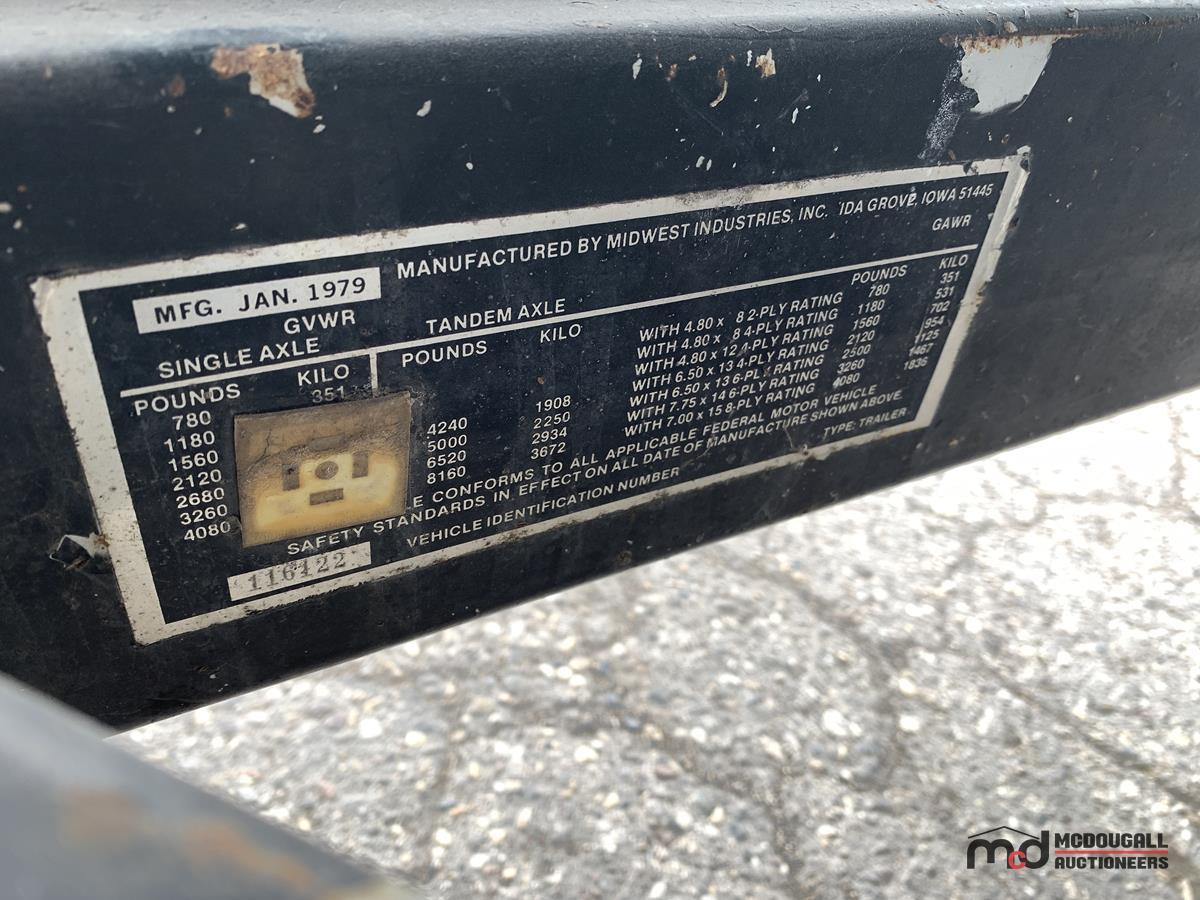 MANUFACTURED BY MIDWEST INDUSTRIES, INC. IDA GROVE, IOWA 51445
MFG. JAN. 1979
GVWR
GAWR
SINGLE AXLE
TANDEM AXLE
POUNDS KILO
POUNDS KILO
POUNDS KILO
780 351
1180
1560
2120
2680
3260
4080
4240 1908
5000 2250
6520 2934
8160 3672
WITH 4.80 x 8 2-PLY RATING 780 351
WITH 4.80 x 8 4-PLY RATING 1180 531
WITH 4.80 x 12 4-PLY RATING 1560 702
WITH 6.50 x 13 4-PLY RATING 2120 954
WITH 6.50 x 13 6-PLY RATING 2500 1125
WITH 7.75 x 14 6-PLY RATING 3260 1467
WITH 7.00 x 15 8-PLY RATING 4080 1836
LE CONFORMS TO ALL APPLICABLE FEDERAL MOTOR VEHICLE
SAFETY STANDARDS IN EFFECT ON ALL DATE OF MANUFACTURE SHOWN ABOVE
116122 VEHICLE IDENTIFICATION NUMBER TYPE: TRAILER
mcd MCDOUGALL
AUCTIONEERS